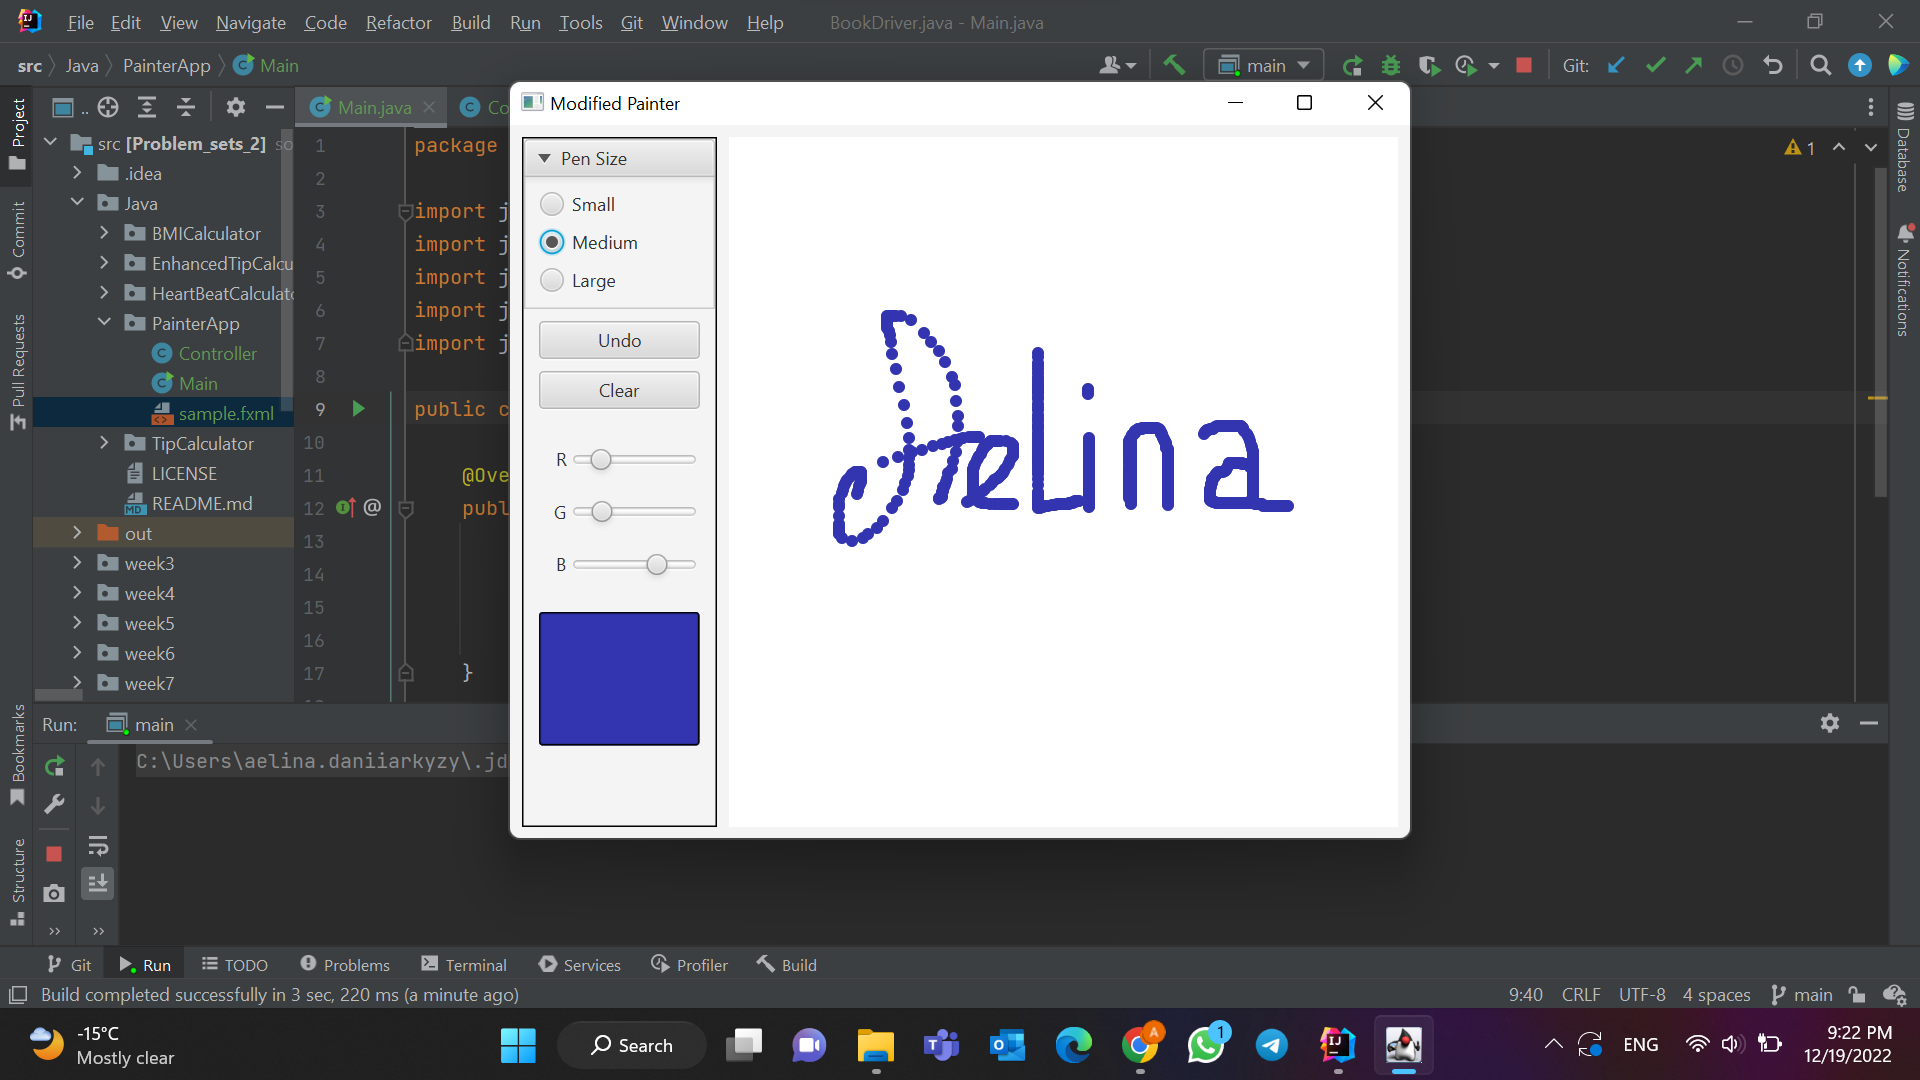 File Edit View Navigate Code Refactor Build Run Tools Git Window Help BookDriver.java - Main.java
src Java PainterApp Main main Git:
Project
Commit
Pull Requests
Bookmarks
Structure
..
src [Problem_sets_2] so
.idea
Java
BMICalculator
EnhancedTipCalcu
HeartBeatCalculato
PainterApp
Controller
Main
sample.fxml
TipCalculator
LICENSE
README.md
out
week3
week4
week5
week6
week7
Main.java Co
1 package
2
3 import j
4 import j
5 import j
6 import j
7 import j
8
9 public c
10
11 @Ove
12 @ publ
13
14
15
16
17 }
1
Database
Notifications
Modified Painter
Pen Size
Small
Medium
Large
Undo
Clear
R
G
B
Aelina
Run: main
C:\Users\aelina.daniiarkyzy\.jd
Git Run TODO Problems Terminal Services Profiler Build
Build completed successfully in 3 sec, 220 ms (a minute ago) 9:40 CRLF UTF-8 4 spaces main
-15°C
Mostly clear
Search
A
1
ENG
9:22 PM
12/19/2022